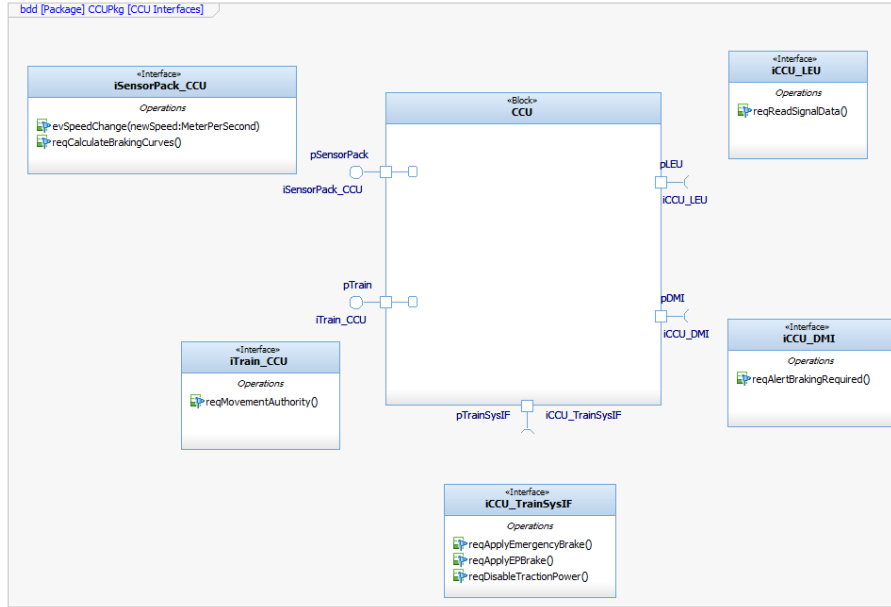 bdd [Package] CCUPkg [CCU Interfaces]
«Interface»
iSensorPack_CCU
Operations
evSpeedChange(newSpeed:MeterPerSecond)
reqCalculateBrakingCurves()
«Block»
CCU
«Interface»
iCCU_LEU
Operations
reqReadSignalData()
pSensorPack
iSensorPack_CCU
pLEU
iCCU_LEU
pTrain
iTrain_CCU
pDMI
iCCU_DMI
«Interface»
iTrain_CCU
Operations
reqMovementAuthority()
«Interface»
iCCU_DMI
Operations
reqAlertBrakingRequired()
pTrainSysIF
iCCU_TrainSysIF
«Interface»
iCCU_TrainSysIF
Operations
reqApplyEmergencyBrake()
reqApplyEPBrake()
reqDisableTractionPower()